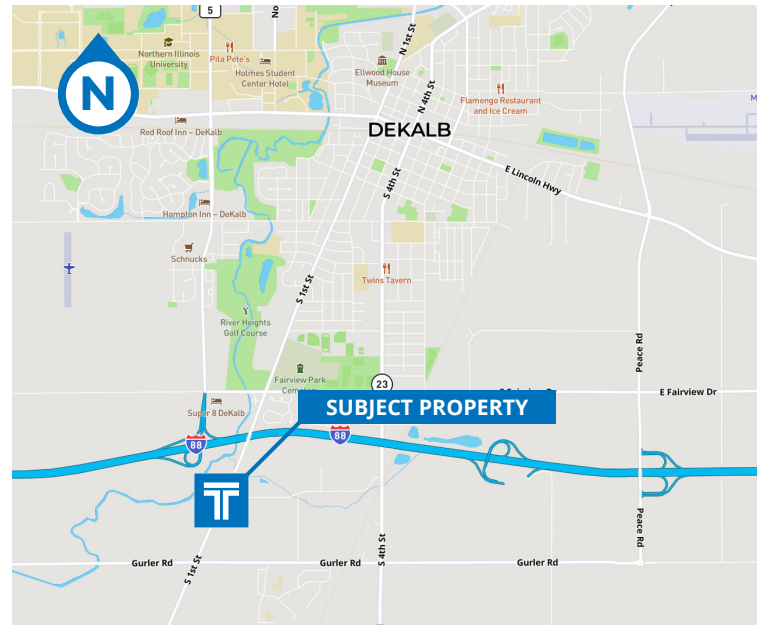 5
No
N 1st St
Northern Illinois
University
Pita Pete's
Holmes Student
Center Hotel
Ellwood House
Museum
N
N 4th St
Flamengo Restaurant
and Ice Cream
M
Red Roof Inn – DeKalb
DEKALB
E Lincoln Hwy
S 4th St
Hampton Inn – DeKalb
Schnucks
Twins Tavern
S 1st St
River Heights
Golf Course
Peace Rd
Fairview Park
23
E Fairview Dr
SUBJECT PROPERTY
Super 8 DeKalb
88
88
Peace Rd
S 4th St
Gurler Rd
Gurler Rd
Gurler Rd
S 1st St